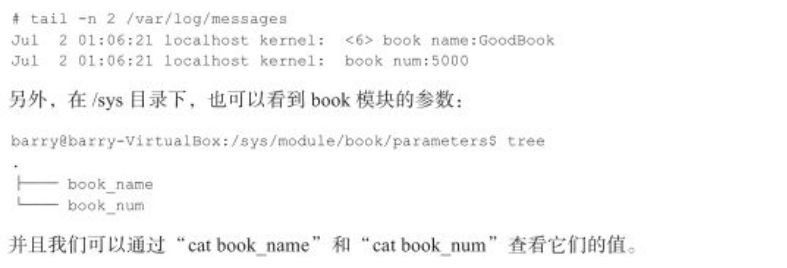 # tail -n 2 /var/log/messages
Jul  2 01:06:21 localhost kernel:  <6> book name:GoodBook
Jul  2 01:06:21 localhost kernel:  book num:5000
另外，在 /sys 目录下，也可以看到 book 模块的参数：
barry@barry-VirtualBox:/sys/module/book/parameters$ tree
.
├── book_name
└── book_num
并且我们可以通过“cat book_name”和“cat book_num”查看它们的值。